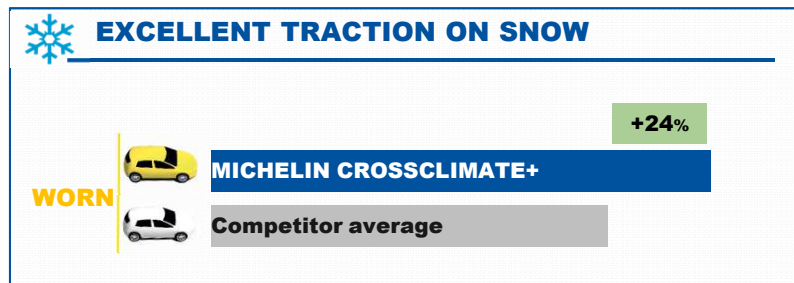 EXCELLENT TRACTION ON SNOW
+24%
MICHELIN CROSSCLIMATE+
WORN
Competitor average